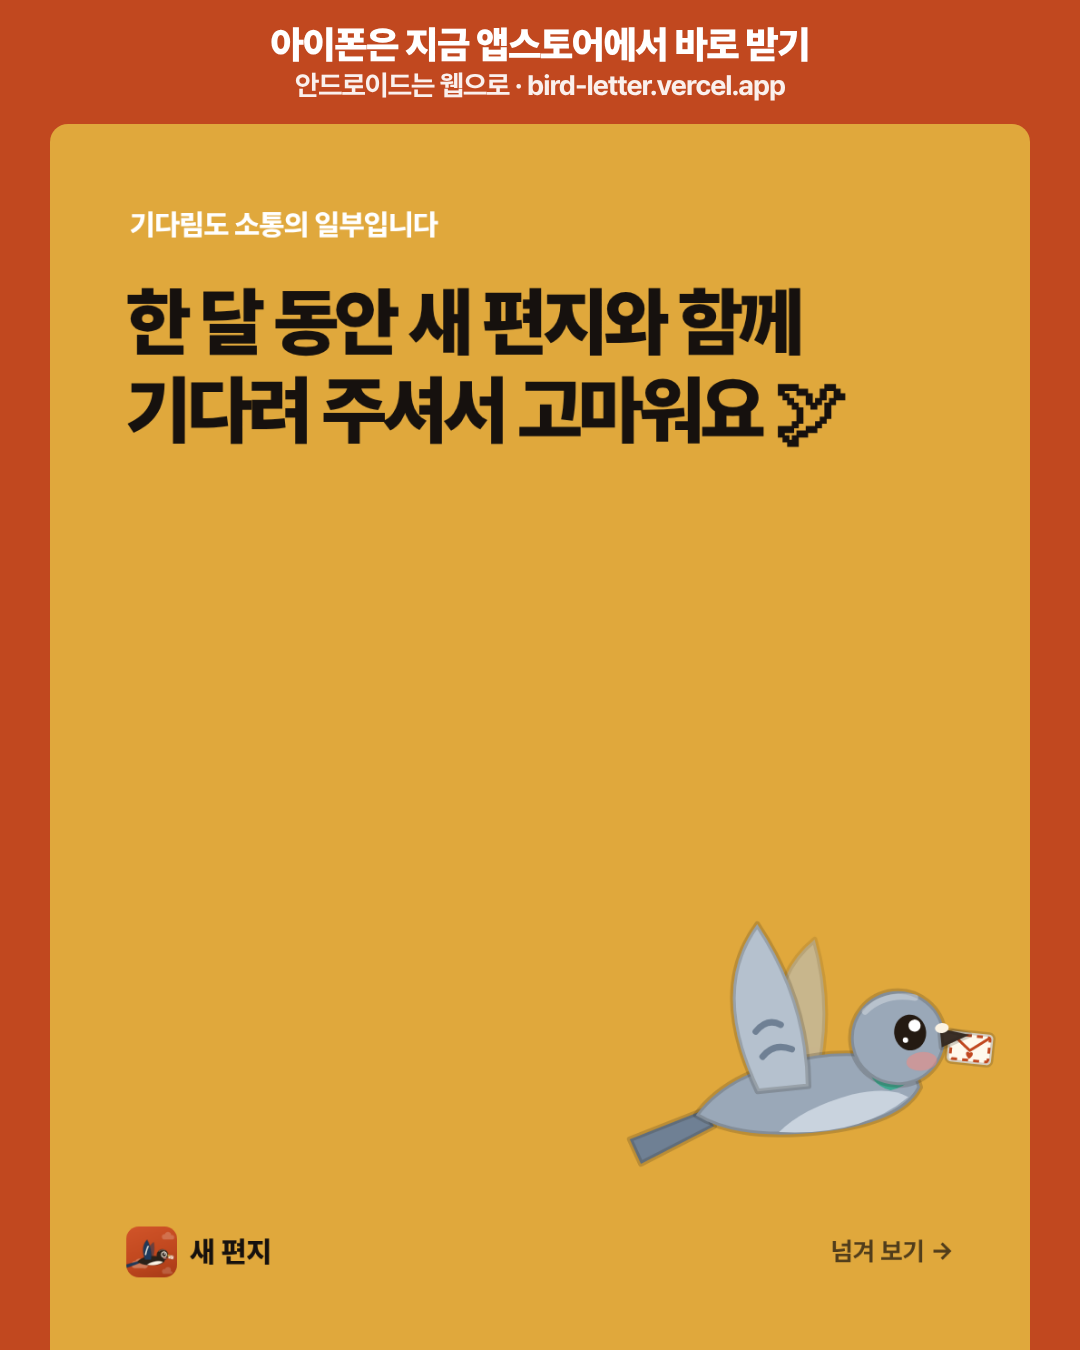 아이폰은 지금 앱스토어에서 바로 받기
안드로이드는 웹으로 · bird-letter.vercel.app
기다림도 소통의 일부입니다
한 달 동안 새 편지와 함께
기다려 주셔서 고마워요 🕊
새 편지
넘겨 보기 →